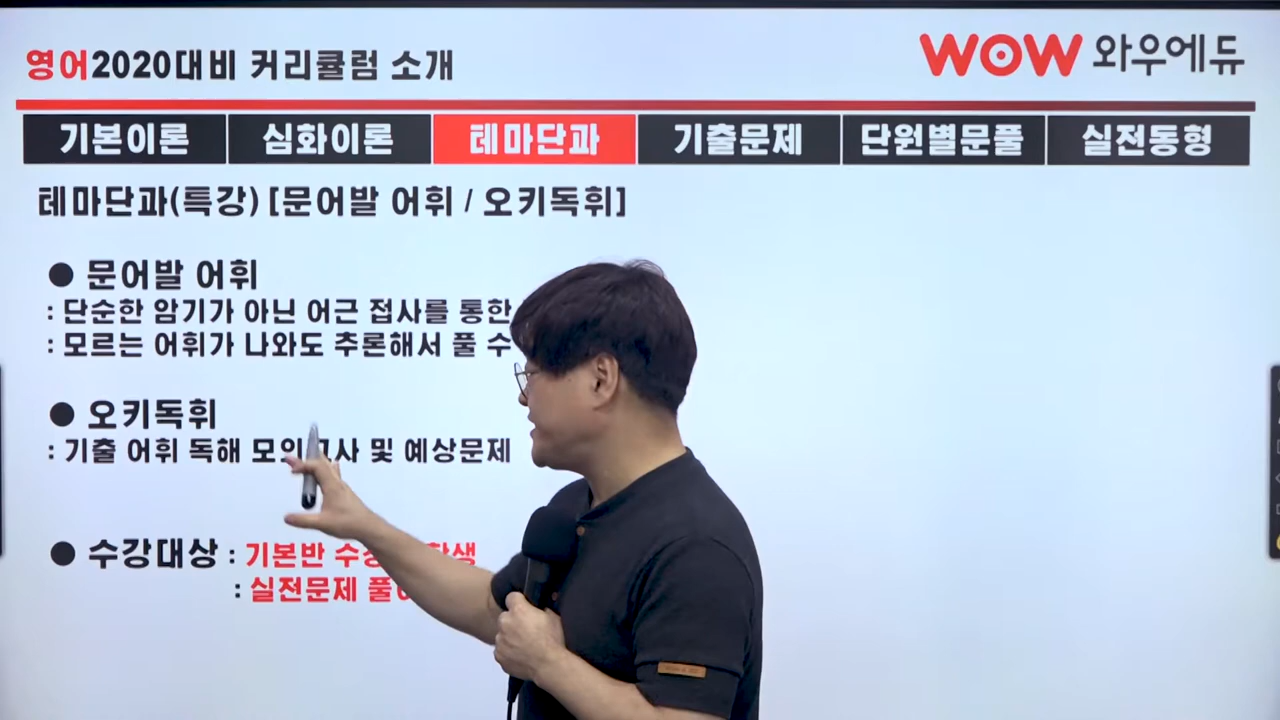 영어2020대비 커리큘럼 소개
WOW 와우에듀
기본이론 심화이론 테마단과 기출문제 단원별문풀 실전동형
테마단과(특강) [문어발 어휘 / 오키독휘]
● 문어발 어휘
: 단순한 암기가 아닌 어근 접사를 통한
: 모르는 어휘가 나와도 추론해서 풀 수
● 오키독휘
: 기출 어휘 독해 모의고사 및 예상문제
● 수강대상 : 기본반
: 실전문제